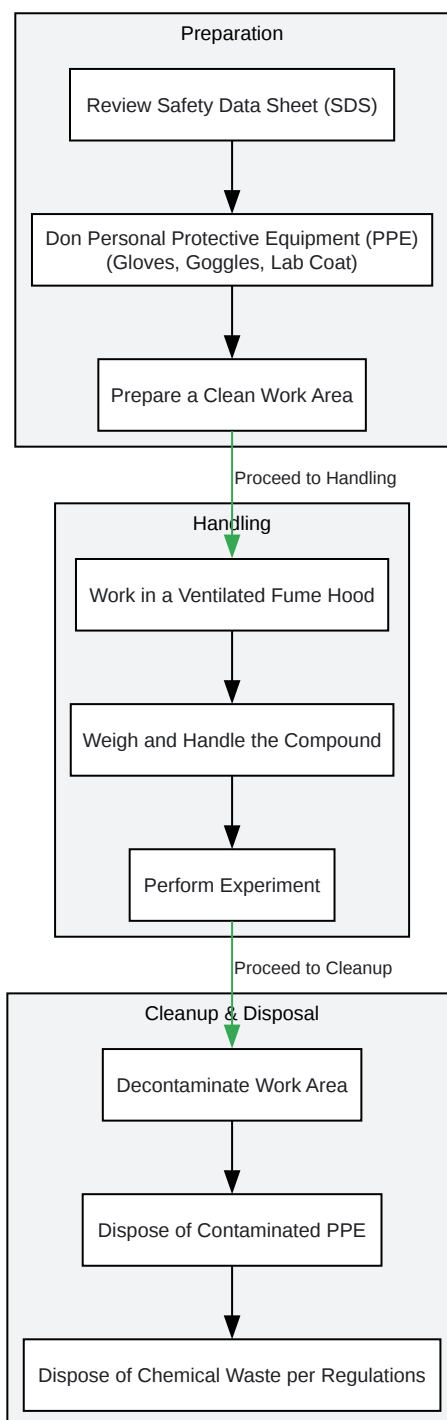 Preparation
Review Safety Data Sheet (SDS)
Don Personal Protective Equipment (PPE)
(Gloves, Goggles, Lab Coat)
Prepare a Clean Work Area
Proceed to Handling
Handling
Work in a Ventilated Fume Hood
Weigh and Handle the Compound
Perform Experiment
Proceed to Cleanup
Cleanup & Disposal
Decontaminate Work Area
Dispose of Contaminated PPE
Dispose of Chemical Waste per Regulations